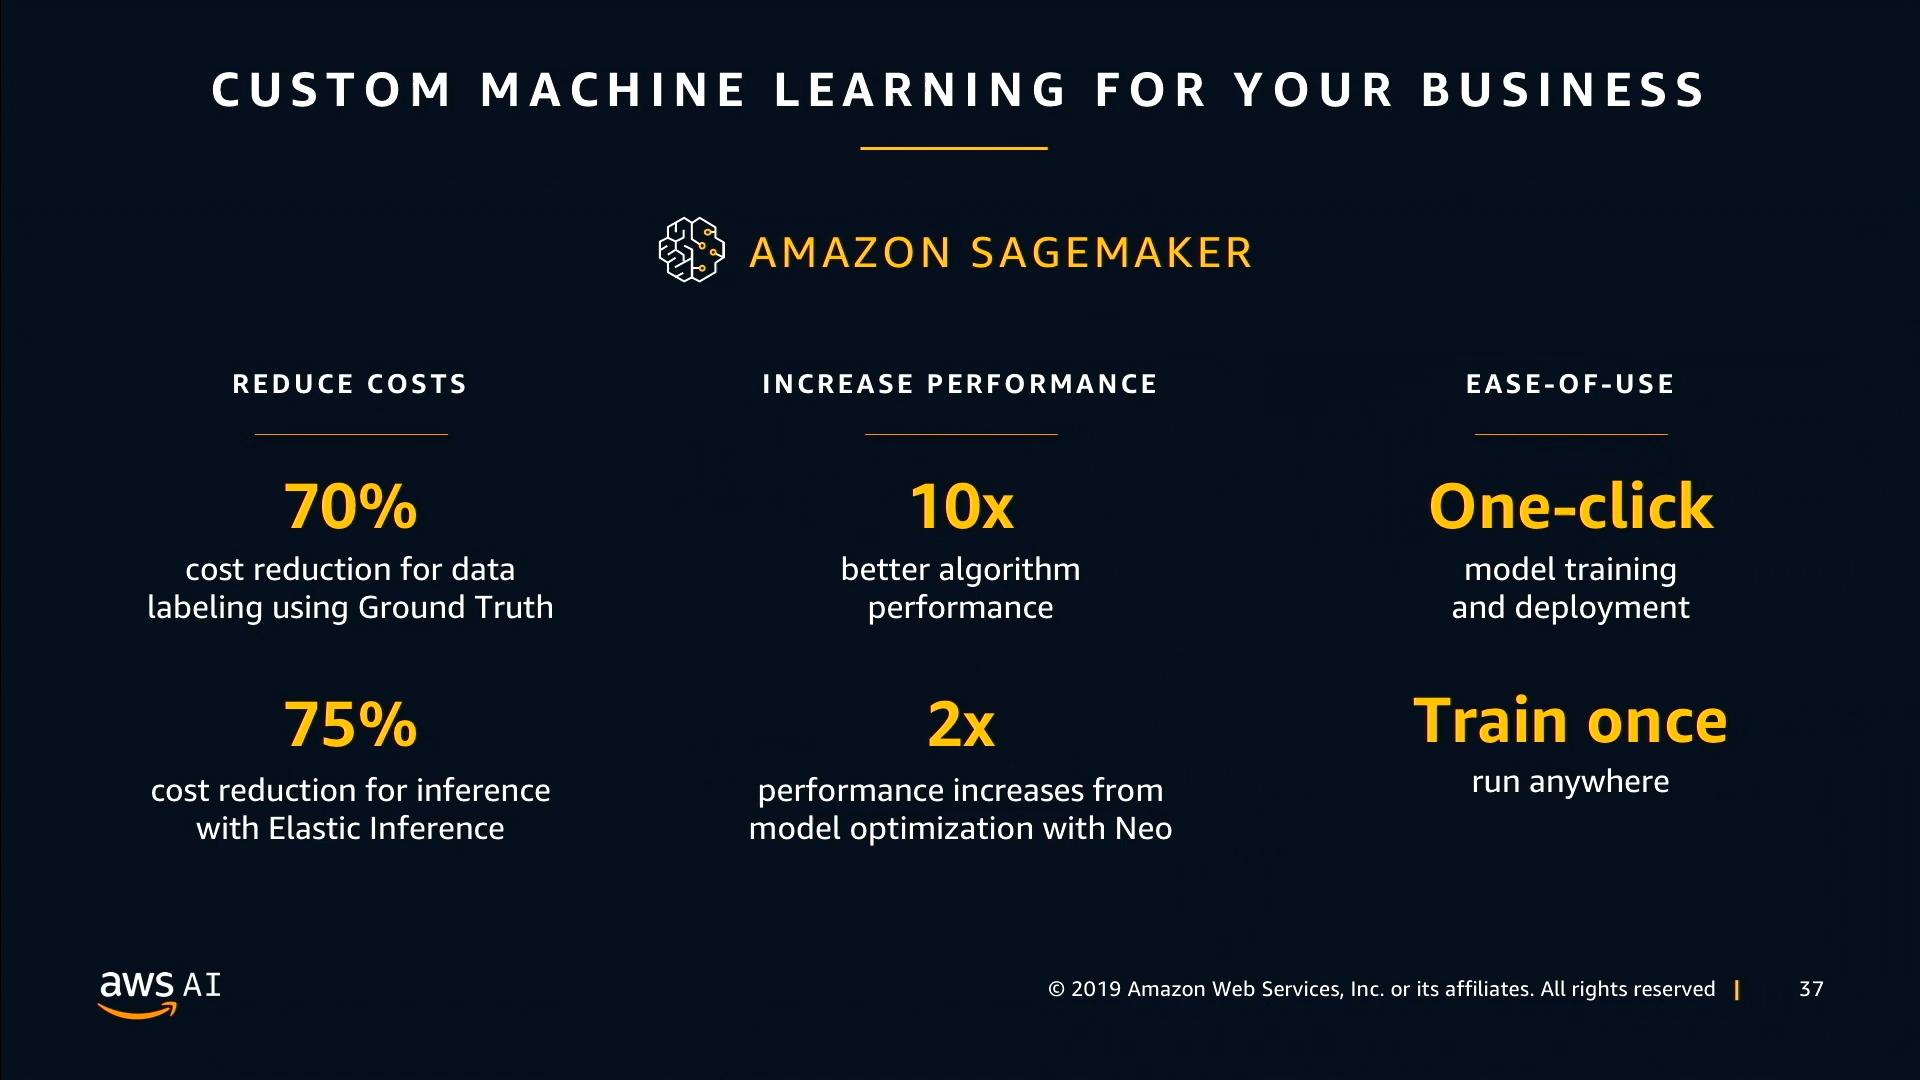 CUSTOM MACHINE LEARNING FOR YOUR BUSINESS
AMAZON SAGEMAKER
REDUCE COSTS
70%
cost reduction for data
labeling using Ground Truth
75%
cost reduction for inference
with Elastic Inference
INCREASE PERFORMANCE
10x
better algorithm
performance
2x
performance increases from
model optimization with Neo
EASE-OF-USE
One-click
model training
and deployment
Train once
run anywhere
aws AI
© 2019 Amazon Web Services, Inc. or its affiliates. All rights reserved |
37